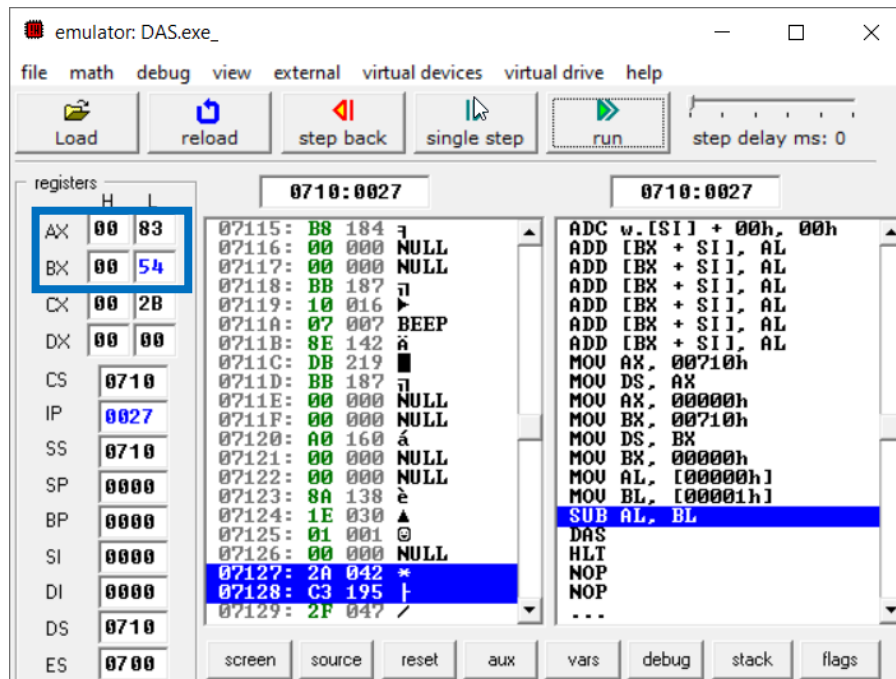 emulator: DAS.exe_
file math debug view external virtual devices virtual drive help
Load reload step back single step run step delay ms: 0
registers
H L
AX 00 83
BX 00 54
CX 00 2B
DX 00 00
CS 0710
IP 0027
SS 0710
SP 0000
BP 0000
SI 0000
DI 0000
DS 0710
ES 0700
0710:0027
07115: B8 184 ╕
07116: 00 000 NULL
07117: 00 000 NULL
07118: BB 187 ╗
07119: 10 016 ►
0711A: 07 007 BEEP
0711B: 8E 142 Ä
0711C: DB 219 █
0711D: BB 187 ╗
0711E: 00 000 NULL
0711F: 00 000 NULL
07120: A0 160 á
07121: 00 000 NULL
07122: 00 000 NULL
07123: 8A 138 è
07124: 1E 030 ▲
07125: 01 001 ☺
07126: 00 000 NULL
07127: 2A 042 *
07128: C3 195 ├
07129: 2F 047 /
0710:0027
ADC w.[SI] + 00h, 00h
ADD [BX + SI], AL
ADD [BX + SI], AL
ADD [BX + SI], AL
ADD [BX + SI], AL
ADD [BX + SI], AL
ADD [BX + SI], AL
MOV AX, 00710h
MOV DS, AX
MOV AX, 00000h
MOV BX, 00710h
MOV DS, BX
MOV BX, 00000h
MOV AL, [00000h]
MOV BL, [00001h]
SUB AL, BL
DAS
HLT
NOP
NOP
...
screen source reset aux vars debug stack flags